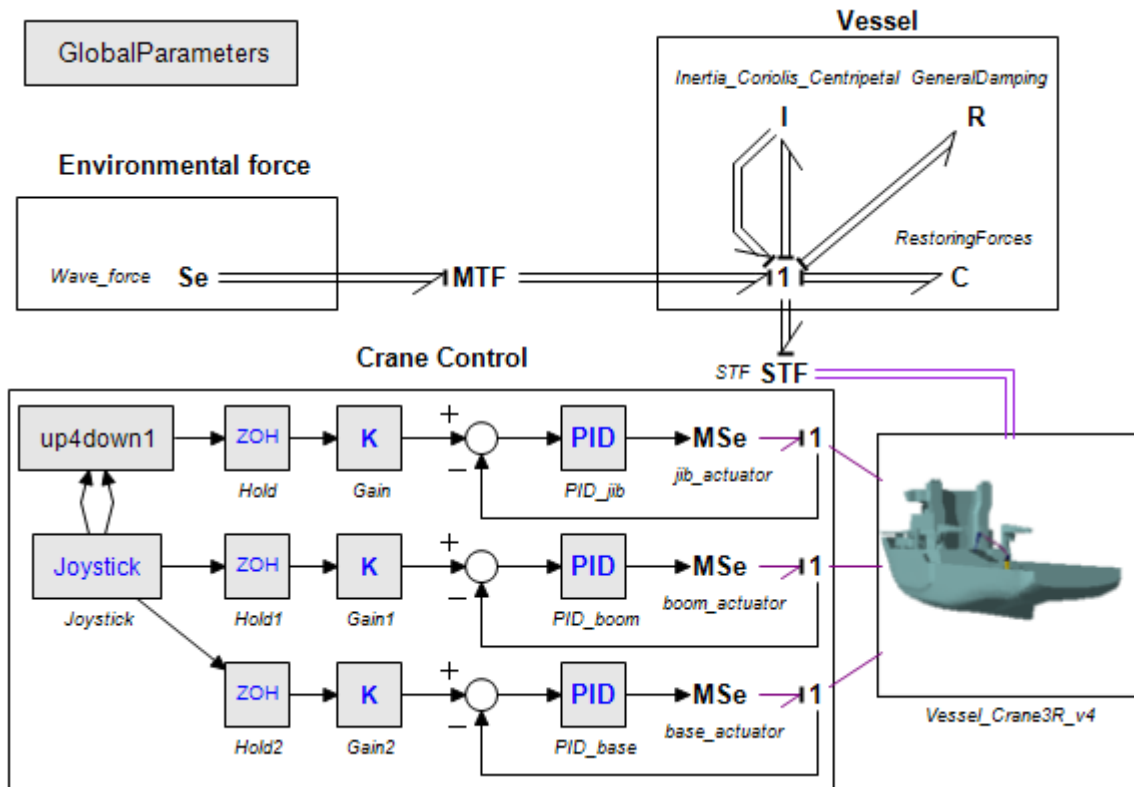 Vessel
GlobalParameters
Inertia_Coriolis_Centripetal GeneralDamping
I
R
Environmental force
RestoringForces
Wave_force
Se
MTF
1
C
Crane Control
STF
STF
up4down1
ZOH
K
+
−
PID
MSe
1
Hold
Gain
PID_jib
jib_actuator
Joystick
ZOH
K
+
−
PID
MSe
1
Joystick
Hold1
Gain1
PID_boom
boom_actuator
ZOH
K
+
−
PID
MSe
1
Hold2
Gain2
PID_base
base_actuator
Vessel_Crane3R_v4